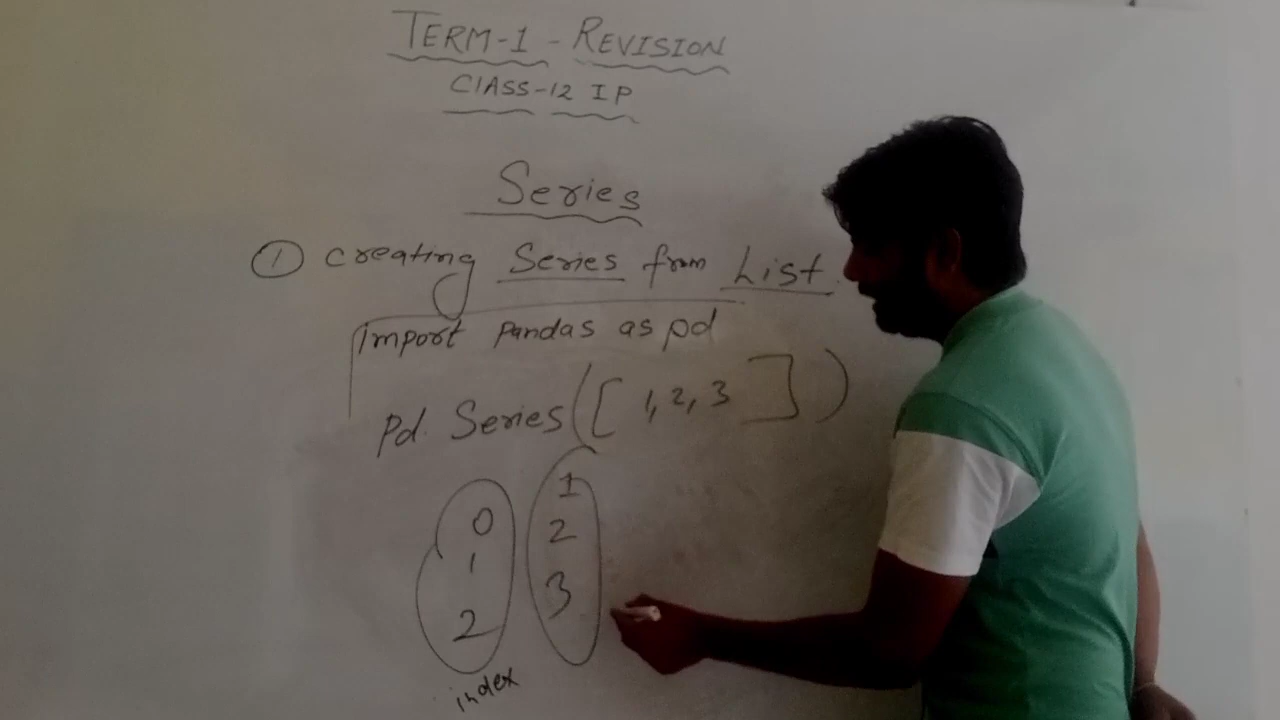 TERM-1 - REVISION
CLASS-12 IP
Series
① creating Series from List.
import pandas as pd
Pd. Series([1,2,3])
0 1
1 2
2 3
index